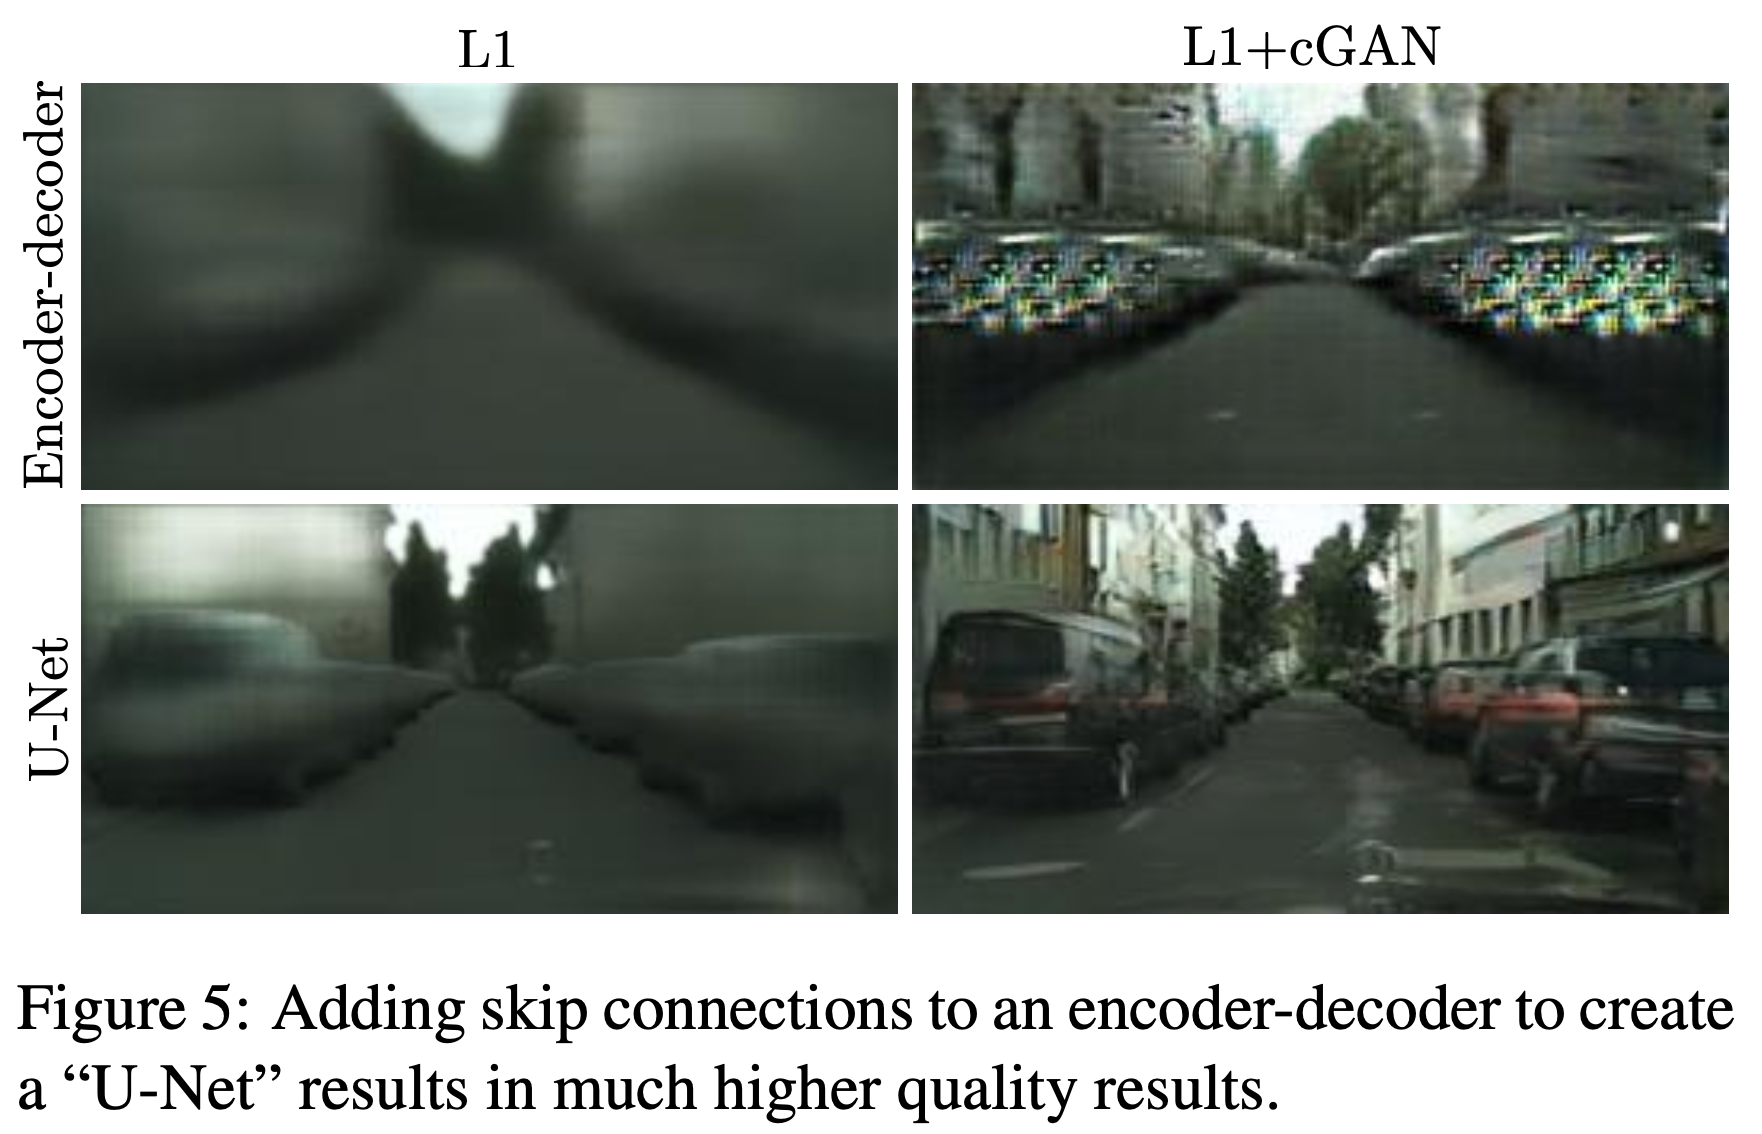 L1
L1+cGAN
Encoder-decoder
U-Net
Figure 5: Adding skip connections to an encoder-decoder to create
a “U-Net” results in much higher quality results.